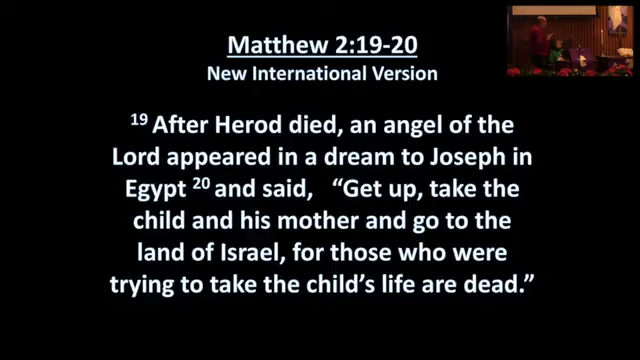 Matthew 2:19-20
New International Version
19 After Herod died, an angel of the
Lord appeared in a dream to Joseph in
Egypt 20 and said, “Get up, take the
child and his mother and go to the
land of Israel, for those who were
trying to take the child’s life are dead.”